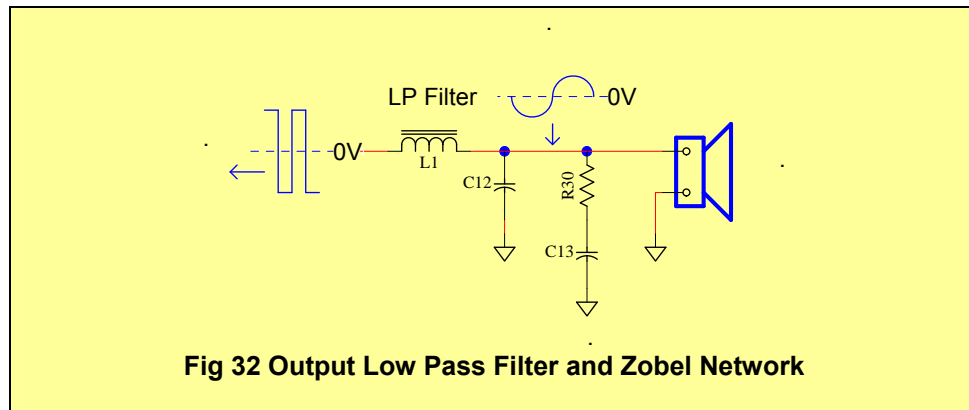 LP Filter
0V
0V
L1
C12
R30
C13
Fig 32 Output Low Pass Filter and Zobel Network